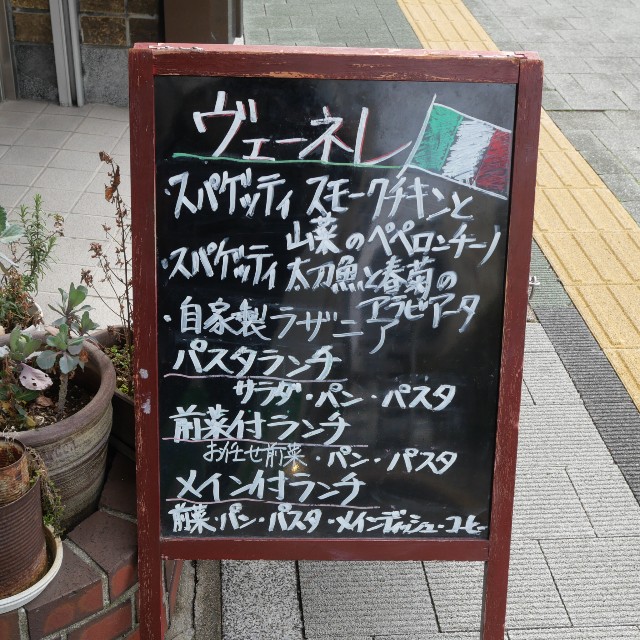 ヴェーネレ
・スパゲッティ スモークチキンと
山菜のペペロンチーノ
・スパゲッティ 太刀魚と春菊の
アラビアータ
・自家製ラザニア
パスタランチ
サラダ・パン・パスタ
前菜付ランチ
お任せ前菜・パン・パスタ
メイン付ランチ
前菜・パン・パスタ・メインディッシュ・コーヒー